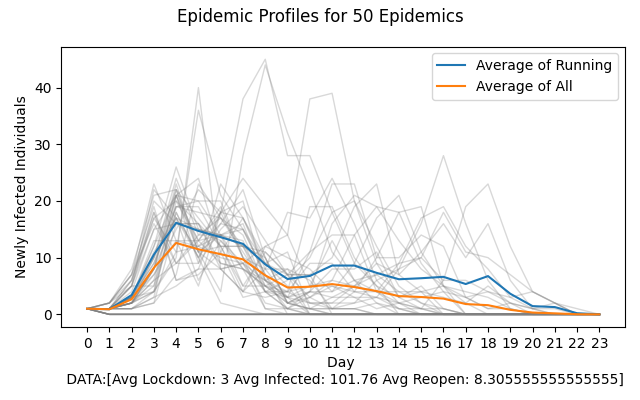 Epidemic Profiles for 50 Epidemics
Average of Running
Average of All
Newly Infected Individuals
40
30
20
10
0
0 1 2 3 4 5 6 7 8 9 10 11 12 13 14 15 16 17 18 19 20 21 22 23
Day
DATA:[Avg Lockdown: 3 Avg Infected: 101.76 Avg Reopen: 8.305555555555555]